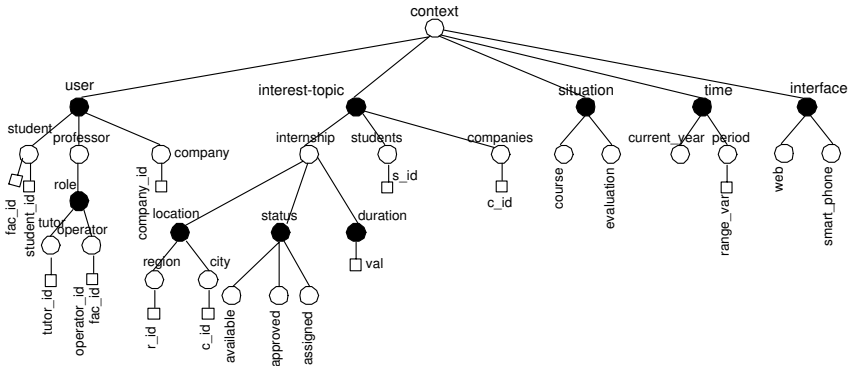 context
user
interest-topic
situation
time
interface
student
professor
company
internship
students
companies
course
evaluation
current_year
period
web
smart_phone
fac_id
student_id
role
company_id
s_id
c_id
range_var
tutor
operator
location
status
duration
tutor_id
operator_id
fac_id
region
city
val
r_id
c_id
available
approved
assigned